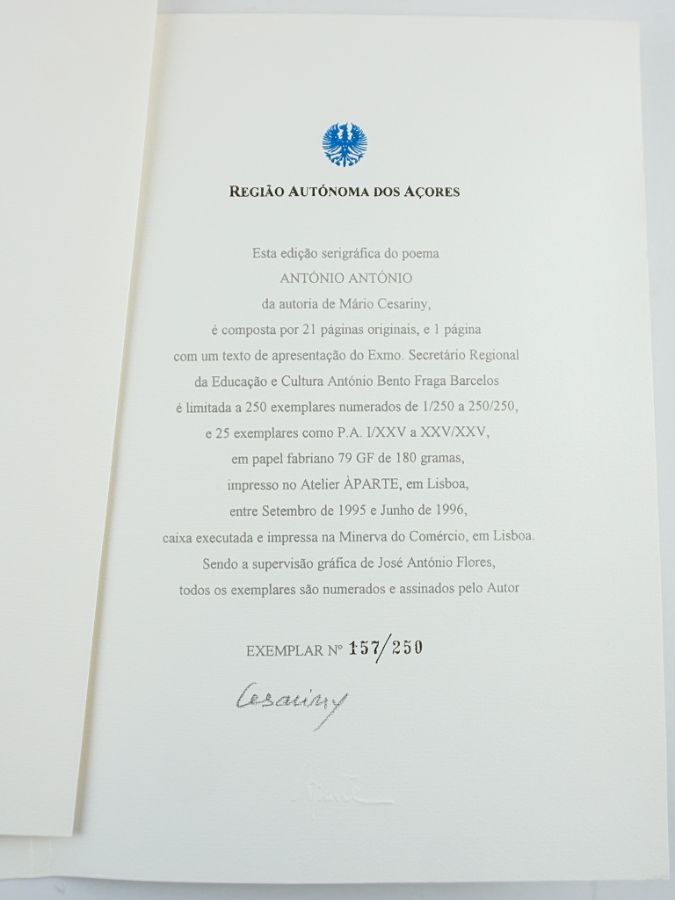 REGIÃO AUTÓNOMA DOS AÇORES
Esta edição serigráfica do poema
ANTÓNIO ANTÓNIO
da autoria de Mário Cesariny,
é composta por 21 páginas originais, e 1 página
com um texto de apresentação do Exmo. Secretário Regional
da Educação e Cultura António Bento Fraga Barcelos
é limitada a 250 exemplares numerados de 1/250 a 250/250,
e 25 exemplares como P.A. I/XXV a XXV/XXV,
em papel fabriano 79 GF de 180 gramas,
impresso no Atelier ÀPARTE, em Lisboa,
entre Setembro de 1995 e Junho de 1996,
caixa executada e impressa na Minerva do Comércio, em Lisboa.
Sendo a supervisão gráfica de José António Flores,
todos os exemplares são numerados e assinados pelo Autor
EXEMPLAR Nº 157/250
Cesariny